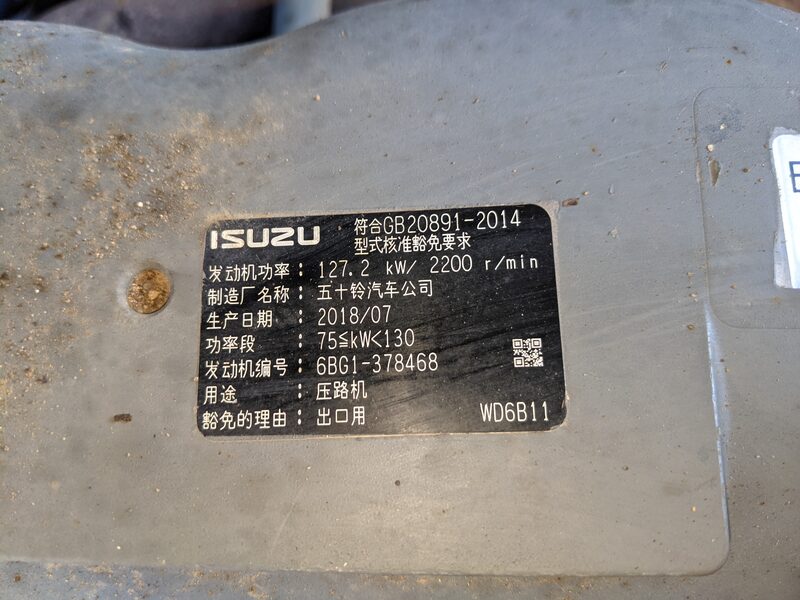 ISUZU
符合GB20891-2014
型式核准豁免要求
发动机功率： 127.2 kW/ 2200 r/min
制造厂名称： 五十铃汽车公司
生产日期 ： 2018/07
功率段 ： 75≦kW<130
发动机编号： 6BG1-378468
用途 ： 压路机
豁免的理由： 出口用
WD6B11